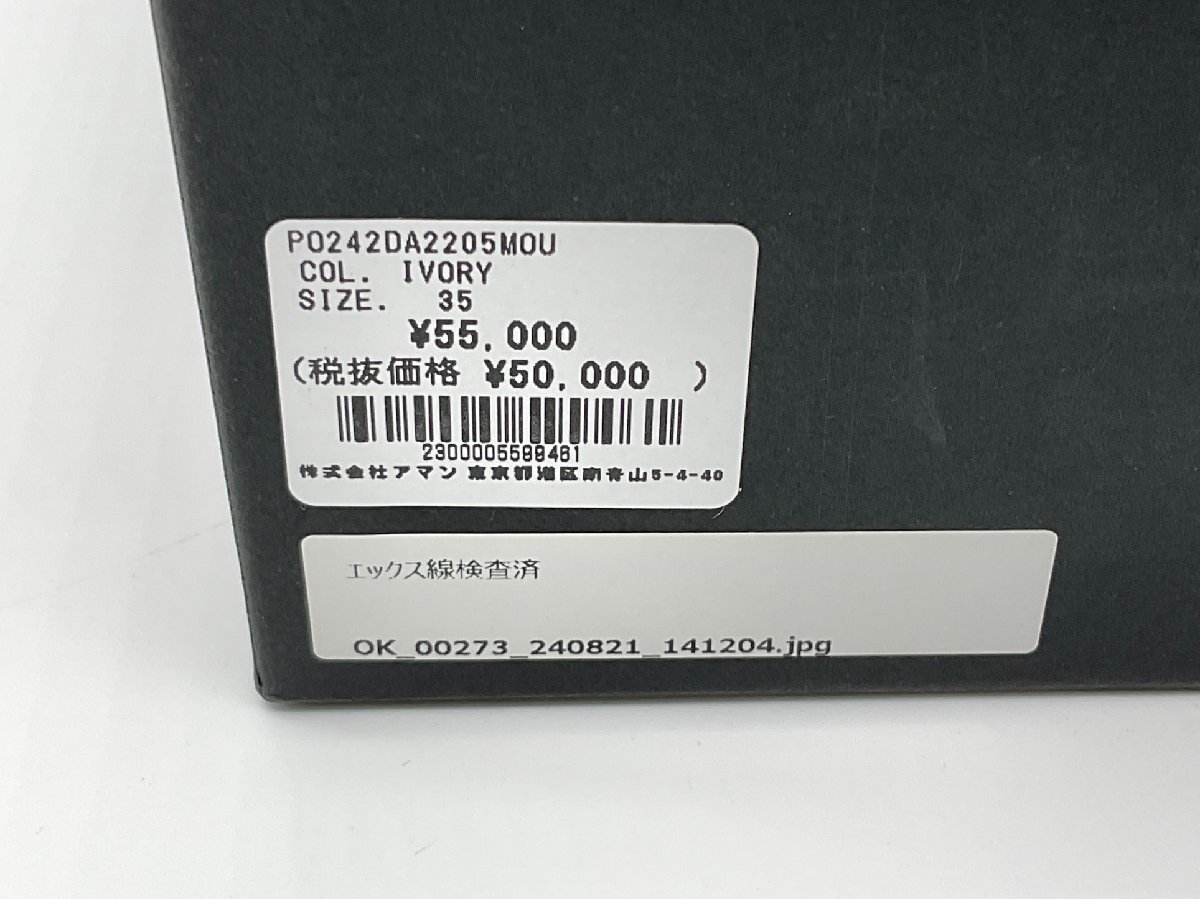 PO242DA2205MOU
COL. IVORY
SIZE. 35
¥55,000
(税抜価格 ¥50,000 )
2300005589461
株式会社アマン 東京都港区南青山5-4-40
エックス線検査済
OK_00273_240821_141204.jpg